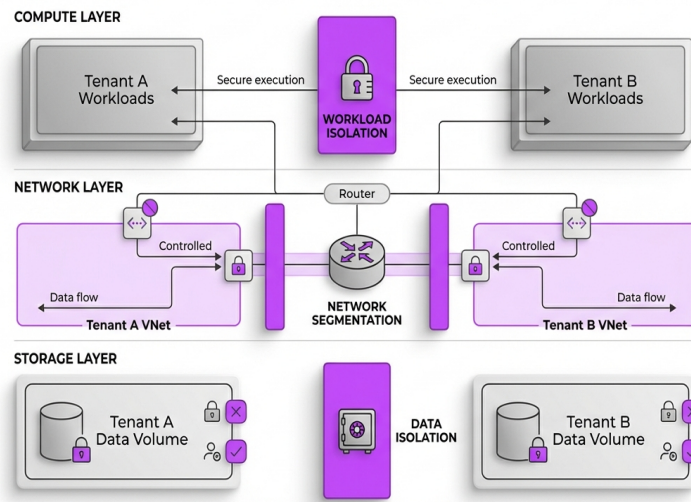 COMPUTE LAYER
Tenant A
Workloads
Secure execution
Secure execution
WORKLOAD
ISOLATION
Tenant B
Workloads
NETWORK LAYER
Router
Controlled
Controlled
Data flow
Data flow
Tenant A VNet
NETWORK
SEGMENTATION
Tenant B VNet
STORAGE LAYER
Tenant A
Data Volume
DATA
ISOLATION
Tenant B
Data Volume